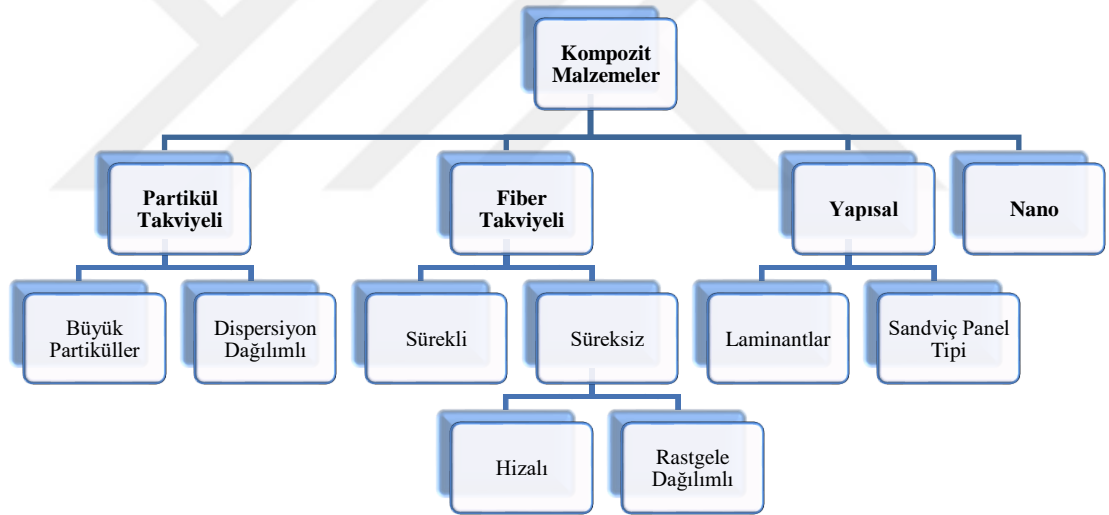 Kompozit
Malzemeler
Partikül
Takviyeli
Fiber
Takviyeli
Yapısal
Nano
Büyük
Partiküller
Dispersiyon
Dağılımlı
Sürekli
Süreksiz
Laminantlar
Sandviç Panel
Tipi
Hizalı
Rastgele
Dağılımlı